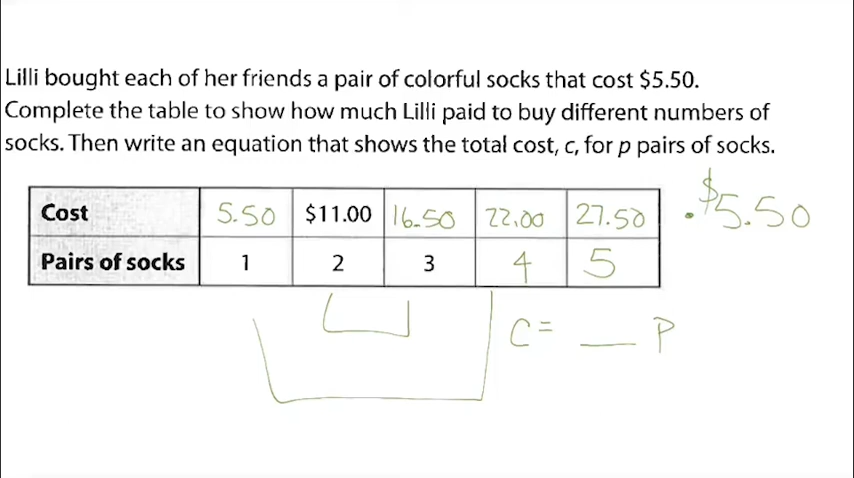 Lilli bought each of her friends a pair of colorful socks that cost $5.50.
Complete the table to show how much Lilli paid to buy different numbers of
socks. Then write an equation that shows the total cost, c, for p pairs of socks.
Cost 5.50 $11.00 16.50 22.00 27.50 . $5.50
Pairs of socks 1 2 3 4 5
C = __ P